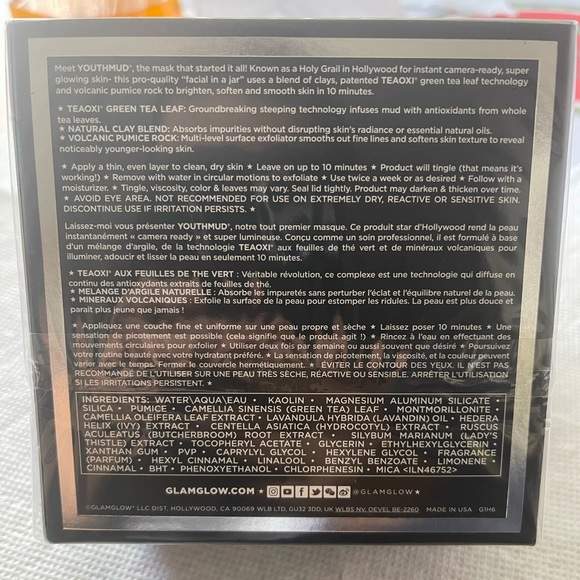 Meet YOUTHMUD®, the mask that started it all! Known as a Holy Grail in Hollywood for instant camera-ready, super
glowing skin- this pro-quality "facial in a jar" uses a blend of clays, patented TEAOXI® green tea leaf technology
and volcanic pumice rock to brighten, soften and smooth skin in 10 minutes.
★ TEAOXI® GREEN TEA LEAF: Groundbreaking steeping technology infuses mud with antioxidants from whole
tea leaves.
★ NATURAL CLAY BLEND: Absorbs impurities without disrupting skin's radiance or essential natural oils.
★ VOLCANIC PUMICE ROCK: Multi-level surface exfoliator smooths out fine lines and softens skin texture to reveal
noticeably younger-looking skin.
★ Apply a thin, even layer to clean, dry skin ★ Leave on up to 10 minutes ★ Product will tingle (that means it's
working!) ★ Remove with water in circular motions to exfoliate ★ Use twice a week or as desired ★ Follow with a
moisturizer. ★ Tingle, viscosity, color & leaves may vary. Seal lid tightly. Product may darken & thicken over time.
★ AVOID EYE AREA. NOT RECOMMENDED FOR USE ON EXTREMELY DRY, REACTIVE OR SENSITIVE SKIN.
DISCONTINUE USE IF IRRITATION PERSISTS. ★
Laissez-moi vous présenter YOUTHMUD®, notre tout premier masque. Ce produit star d'Hollywood rend la peau
instantanément « camera ready » et super lumineuse. Conçu comme un soin professionnel, il est formulé à base
d'un mélange d'argile, de la technologie TEAOXI® aux feuilles de thé vert et de minéraux volcaniques pour
illuminer, adoucir et lisser la peau en seulement 10 minutes.
★ TEAOXI® AUX FEUILLES DE THE VERT : Véritable révolution, ce complexe est une technologie qui diffuse en
continu des antioxydants extraits de feuilles de thé.
★ MELANGE D'ARGILE NATURELLE : Absorbe les impuretés sans perturber l'éclat et l'équilibre naturel de la peau.
★ MINERAUX VOLCANIQUES : Exfolie la surface de la peau pour estomper les ridules. La peau est plus douce et
parait plus jeune que jamais !
★ Appliquez une couche fine et uniforme sur une peau propre et sèche ★ Laissez poser 10 minutes ★ Une
sensation de picotement est possible (cela signifie que le produit agit !) ★ Rincez à l'eau en effectuant des
mouvements circulaires pour exfolier ★ Utiliser deux fois par semaine ou aussi souvent que désiré ★ Poursuivez
votre routine beauté avec votre hydratant préféré. ★ La sensation de picotement, la viscosité, et la couleur peuvent
varier avec le temps. Fermer le couvercle hermétiquement. ★ ÉVITER LE CONTOUR DES YEUX. IL N'EST PAS
RECOMMANDÉ DE L'UTILISER SUR UNE PEAU TRÈS SÈCHE, RÉACTIVE OU SENSIBLE. ARRÊTER L'UTILISATION
SI LES IRRITATIONS PERSISTENT. ★
INGREDIENTS: WATER\AQUA\EAU ★ KAOLIN ★ MAGNESIUM ALUMINUM SILICATE ★
SILICA ★ PUMICE ★ CAMELLIA SINENSIS (GREEN TEA) LEAF ★ MONTMORILLONITE ★
CAMELLIA OLEIFERA LEAF EXTRACT ★ LAVANDULA HYBRIDA (LAVANDIN) OIL ★ HEDERA
HELIX (IVY) EXTRACT ★ CENTELLA ASIATICA (HYDROCOTYL) EXTRACT ★ RUSCUS
ACULEATUS (BUTCHERBROOM) ROOT EXTRACT ★ SILYBUM MARIANUM (LADY'S
THISTLE) EXTRACT ★ TOCOPHERYL ACETATE ★ GLYCERIN ★ ETHYLHEXYLGLYCERIN ★
XANTHAN GUM ★ PVP ★ CAPRYLYL GLYCOL ★ HEXYLENE GLYCOL ★ FRAGRANCE
(PARFUM) ★ HEXYL CINNAMAL ★ LINALOOL ★ BENZYL BENZOATE ★ LIMONENE ★
CINNAMAL ★ BHT ★ PHENOXYETHANOL ★ CHLORPHENESIN ★ MICA <ILN46752>
GLAMGLOW.COM ★ @GLAMGLOW ★
©GLAMGLOW LLC DIST. HOLLYWOOD, CA 90069 WLB LTD, GU32 3DD, UK WLBS NV, OEVEL BE-2260 MADE IN USA G1H6